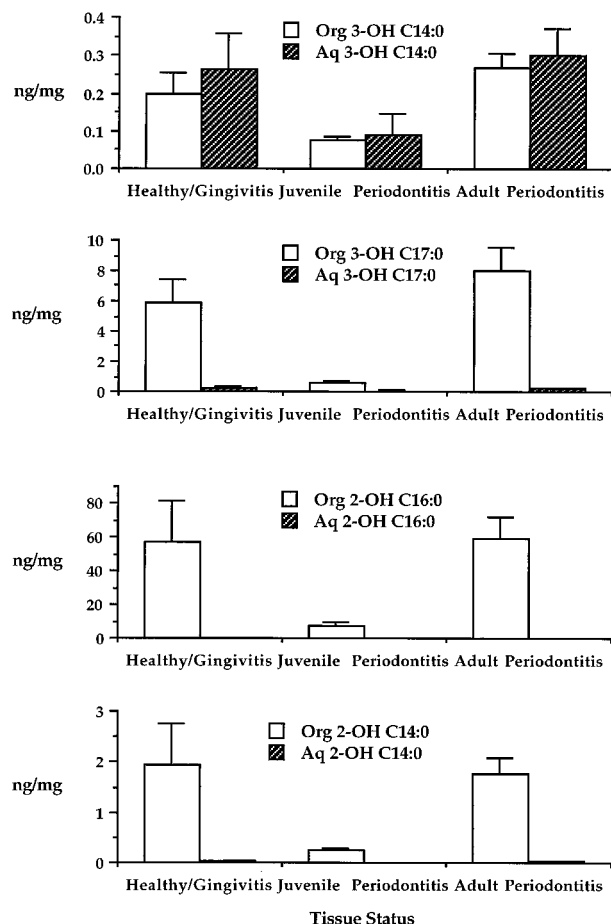 Org 3-OH C14:0
Aq 3-OH C14:0
ng/mg
0.4
0.3
0.2
0.1
0.0
Healthy/Gingivitis Juvenile Periodontitis Adult Periodontitis
Org 3-OH C17:0
Aq 3-OH C17:0
ng/mg
10
8
6
4
2
0
Healthy/Gingivitis Juvenile Periodontitis Adult Periodontitis
Org 2-OH C16:0
Aq 2-OH C16:0
ng/mg
80
60
40
20
0
Healthy/Gingivitis Juvenile Periodontitis Adult Periodontitis
Org 2-OH C14:0
Aq 2-OH C14:0
ng/mg
3
2
1
0
Healthy/Gingivitis Juvenile Periodontitis Adult Periodontitis
Tissue Status